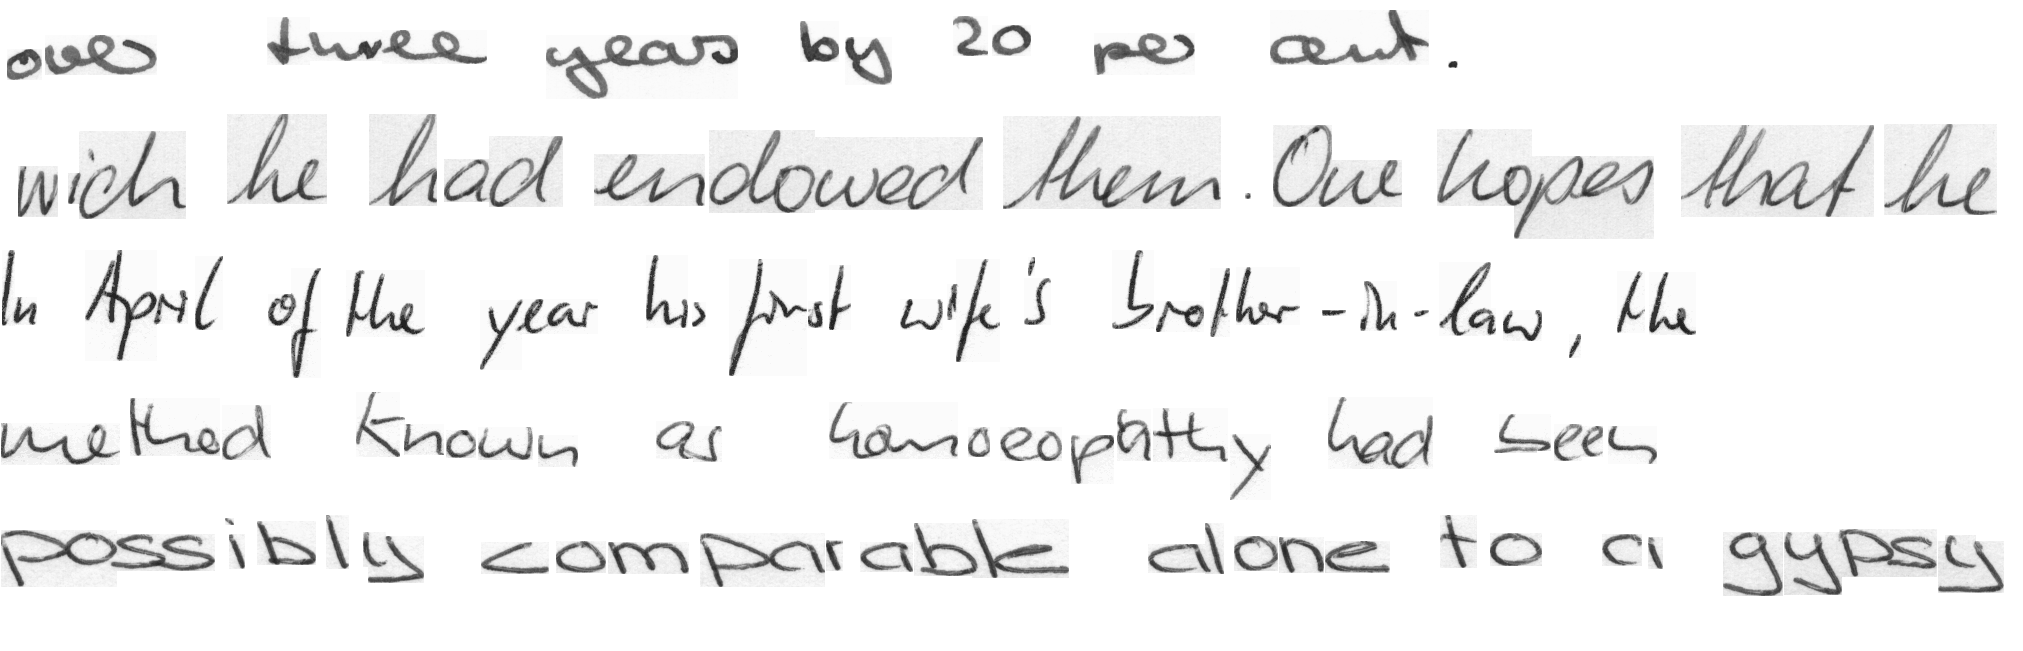 over three years by 20 per cent.
wich he had endowed them. One hopes that he
In April of the year his first wife's brother-in-law, the
method known as homoeopathy had been
possibly comparable alone to a gypsy